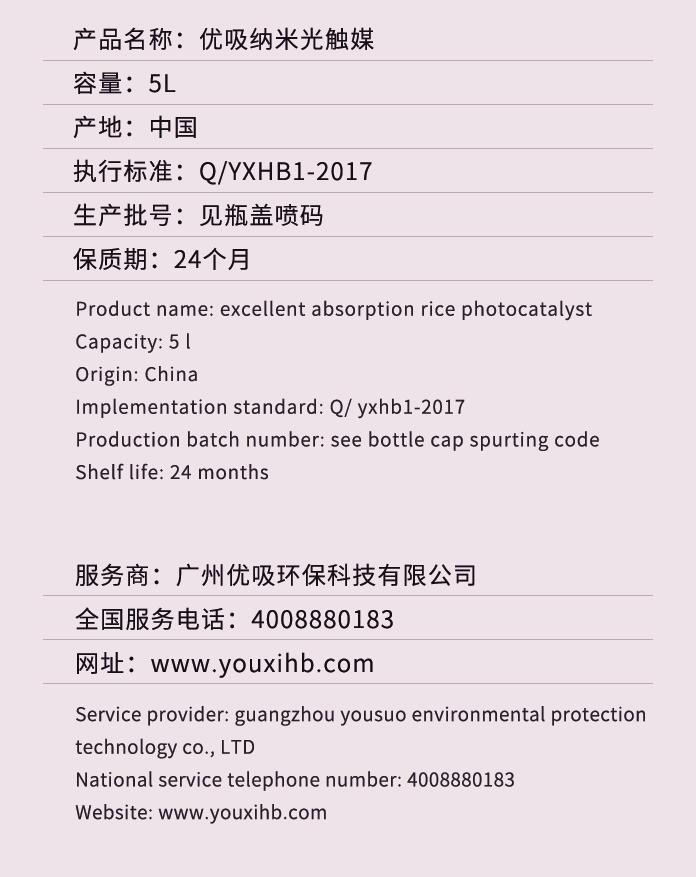 产品名称：优吸纳米光触媒
容量：5L
产地：中国
执行标准：Q/YXHB1-2017
生产批号：见瓶盖喷码
保质期：24个月
Product name: excellent absorption rice photocatalyst
Capacity: 5 l
Origin: China
Implementation standard: Q/ yxhb1-2017
Production batch number: see bottle cap spurting code
Shelf life: 24 months
服务商：广州优吸环保科技有限公司
全国服务电话：4008880183
网址：www.youxihb.com
Service provider: guangzhou yousuo environmental protection
technology co., LTD
National service telephone number: 4008880183
Website: www.youxihb.com